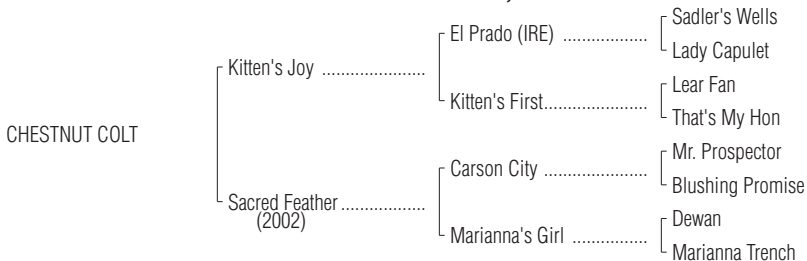 Sadler's Wells
El Prado (IRE) ..................
Lady Capulet
Kitten's Joy ......................
Lear Fan
Kitten's First......................
That's My Hon
CHESTNUT COLT
Mr. Prospector
Carson City ......................
Blushing Promise
Sacred Feather ..................
(2002)
Dewan
Marianna's Girl ................
Marianna Trench